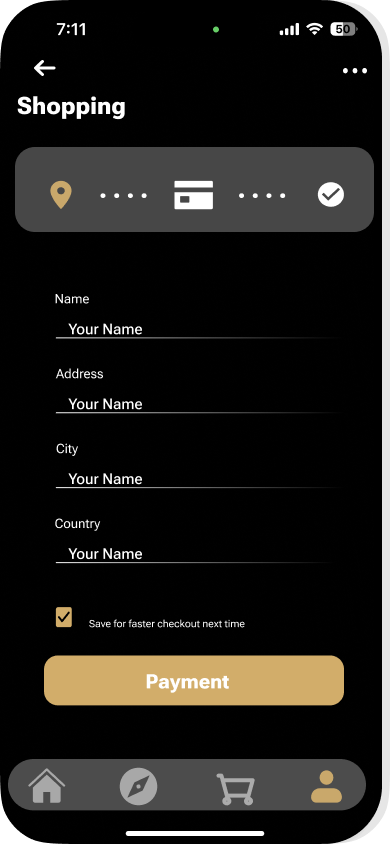 7:11
50
Shopping
Name
Your Name
Address
Your Name
City
Your Name
Country
Your Name
Save for faster checkout next time
Payment